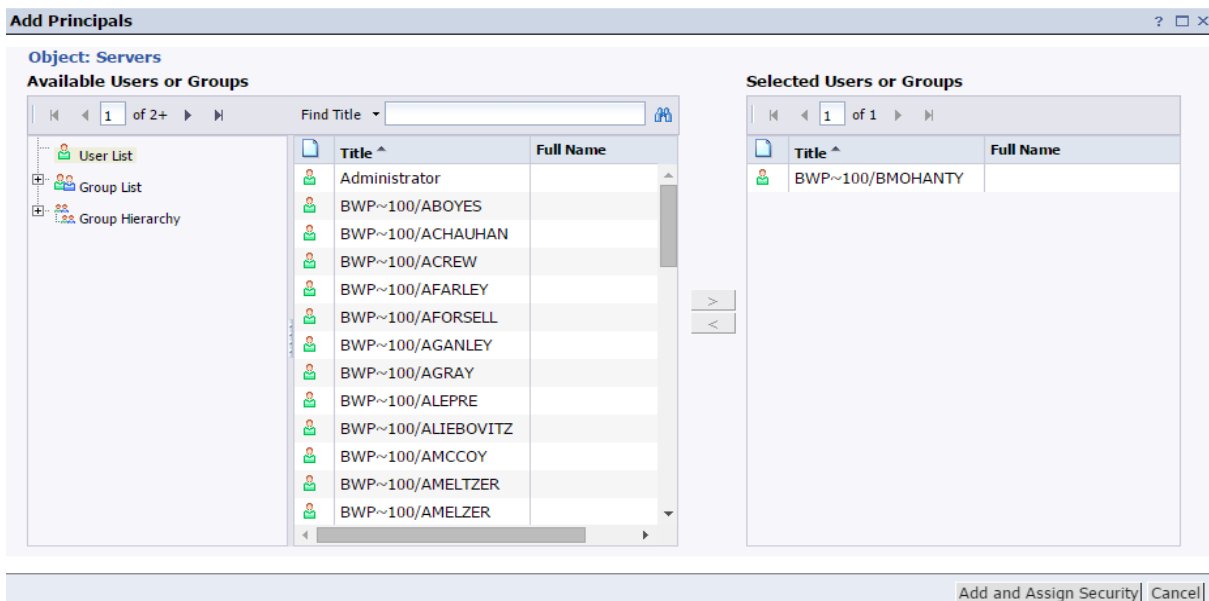 Add Principals ?
Object: Servers
Available Users or Groups
1 of 2+ Find Title
User List
Group List
Group Hierarchy
Title Full Name
Administrator
BWP~100/ABOYES
BWP~100/ACHAUHAN
BWP~100/ACREW
BWP~100/AFARLEY
BWP~100/AFORSELL
BWP~100/AGANLEY
BWP~100/AGRAY
BWP~100/ALEPRE
BWP~100/ALIEBOVITZ
BWP~100/AMCCOY
BWP~100/AMELTZER
BWP~100/AMELZER
>
<
Selected Users or Groups
1 of 1
Title Full Name
BWP~100/BMOHANTY
Add and Assign Security Cancel